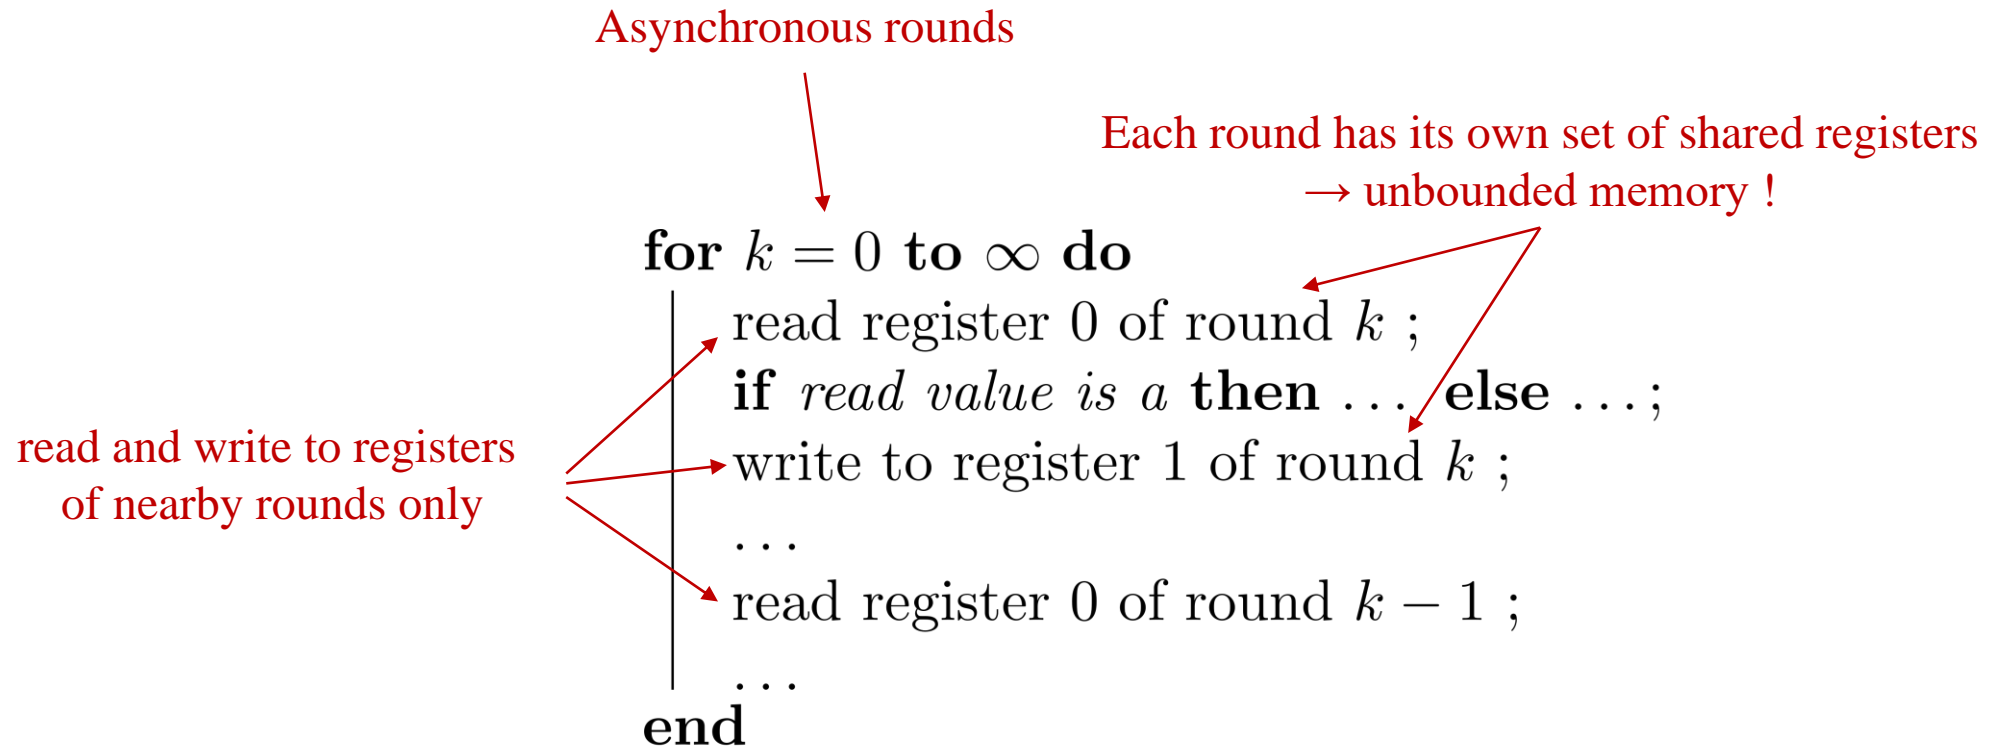 Asynchronous rounds
Each round has its own set of shared registers
→ unbounded memory !
for k = 0 to ∞ do
read register 0 of round k ;
if read value is a then … else …;
write to register 1 of round k ;
…
read register 0 of round k − 1 ;
…
end
read and write to registers
of nearby rounds only